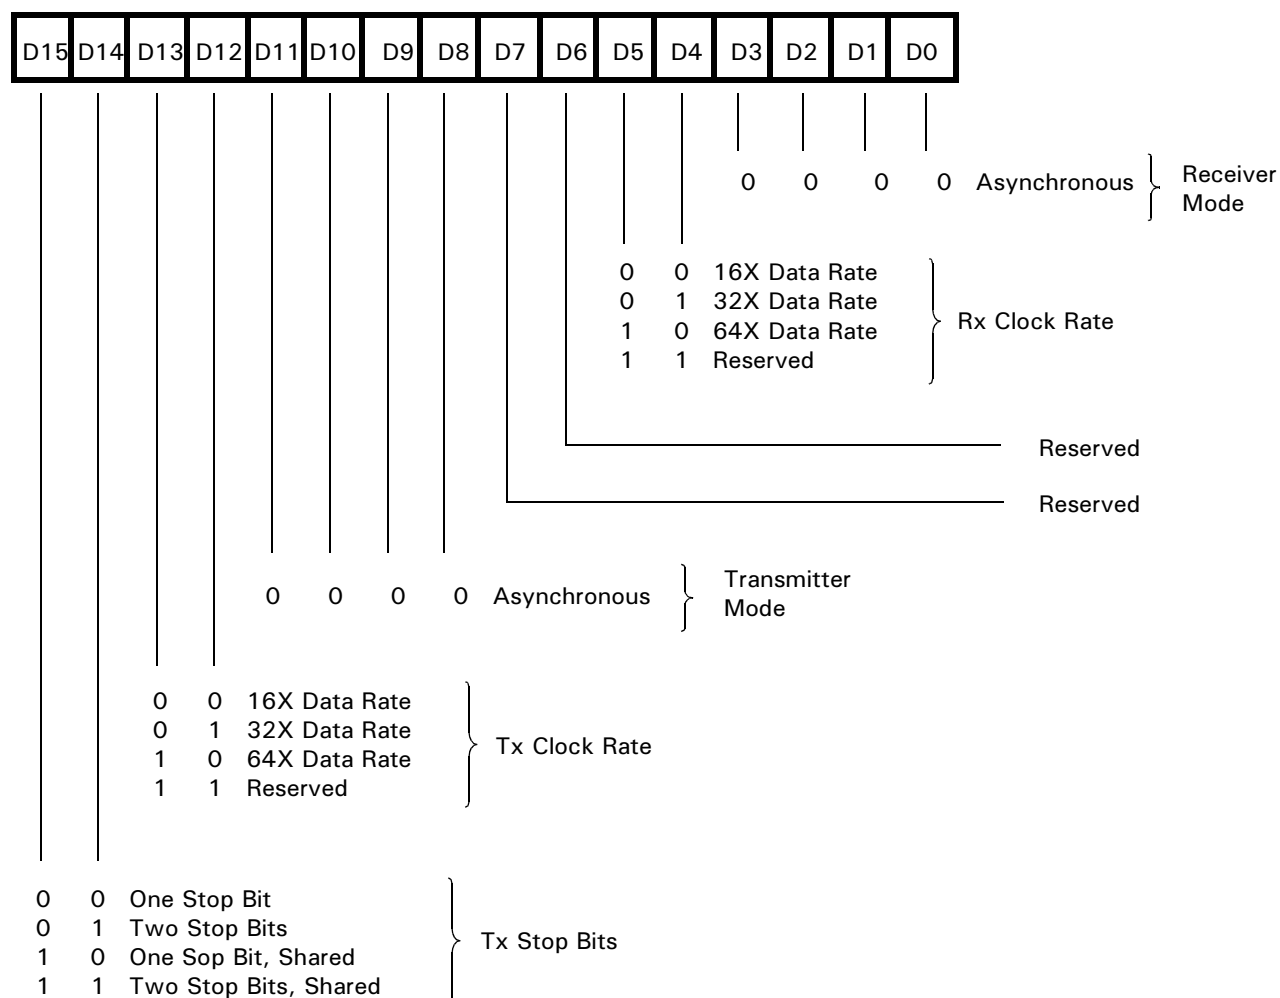 D15 D14 D13 D12 D11 D10 D9 D8 D7 D6 D5 D4 D3 D2 D1 D0
0 0 0 0 Asynchronous
Receiver
Mode
0 0 16X Data Rate
0 1 32X Data Rate
1 0 64X Data Rate
1 1 Reserved
Rx Clock Rate
Reserved
Reserved
0 0 0 0 Asynchronous
Transmitter
Mode
0 0 16X Data Rate
0 1 32X Data Rate
1 0 64X Data Rate
1 1 Reserved
Tx Clock Rate
0 0 One Stop Bit
0 1 Two Stop Bits
1 0 One Sop Bit, Shared
1 1 Two Stop Bits, Shared
Tx Stop Bits